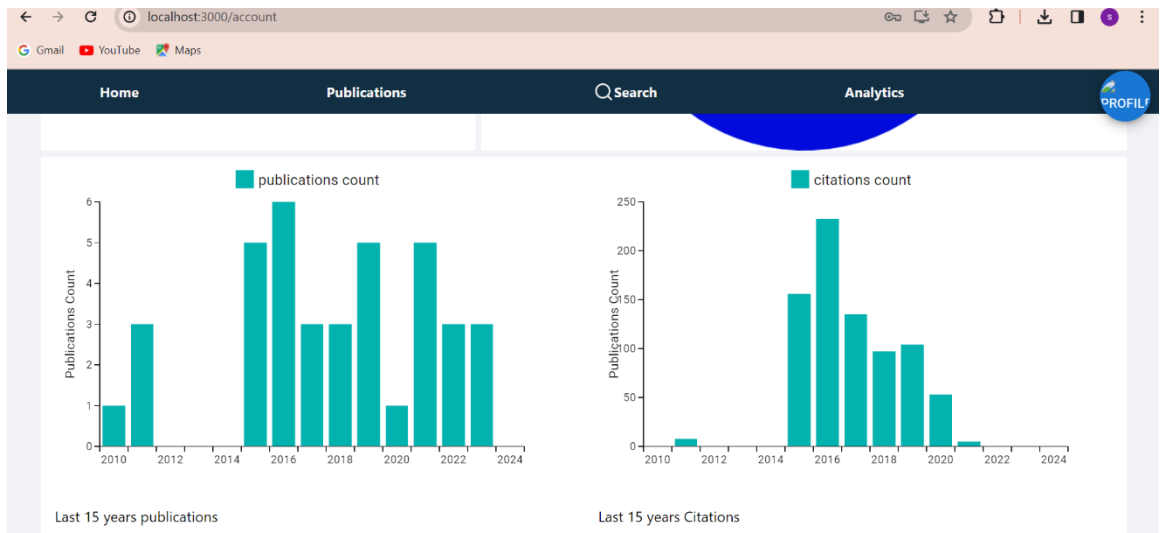 localhost:3000/account
Gmail YouTube Maps
s
Home Publications Search Analytics
PROFILE
publications count
6
5
4
3
2
1
0
Publications Count
2010 2012 2014 2016 2018 2020 2022 2024
Last 15 years publications
citations count
250
200
150
100
50
0
Publications Count
2010 2012 2014 2016 2018 2020 2022 2024
Last 15 years Citations